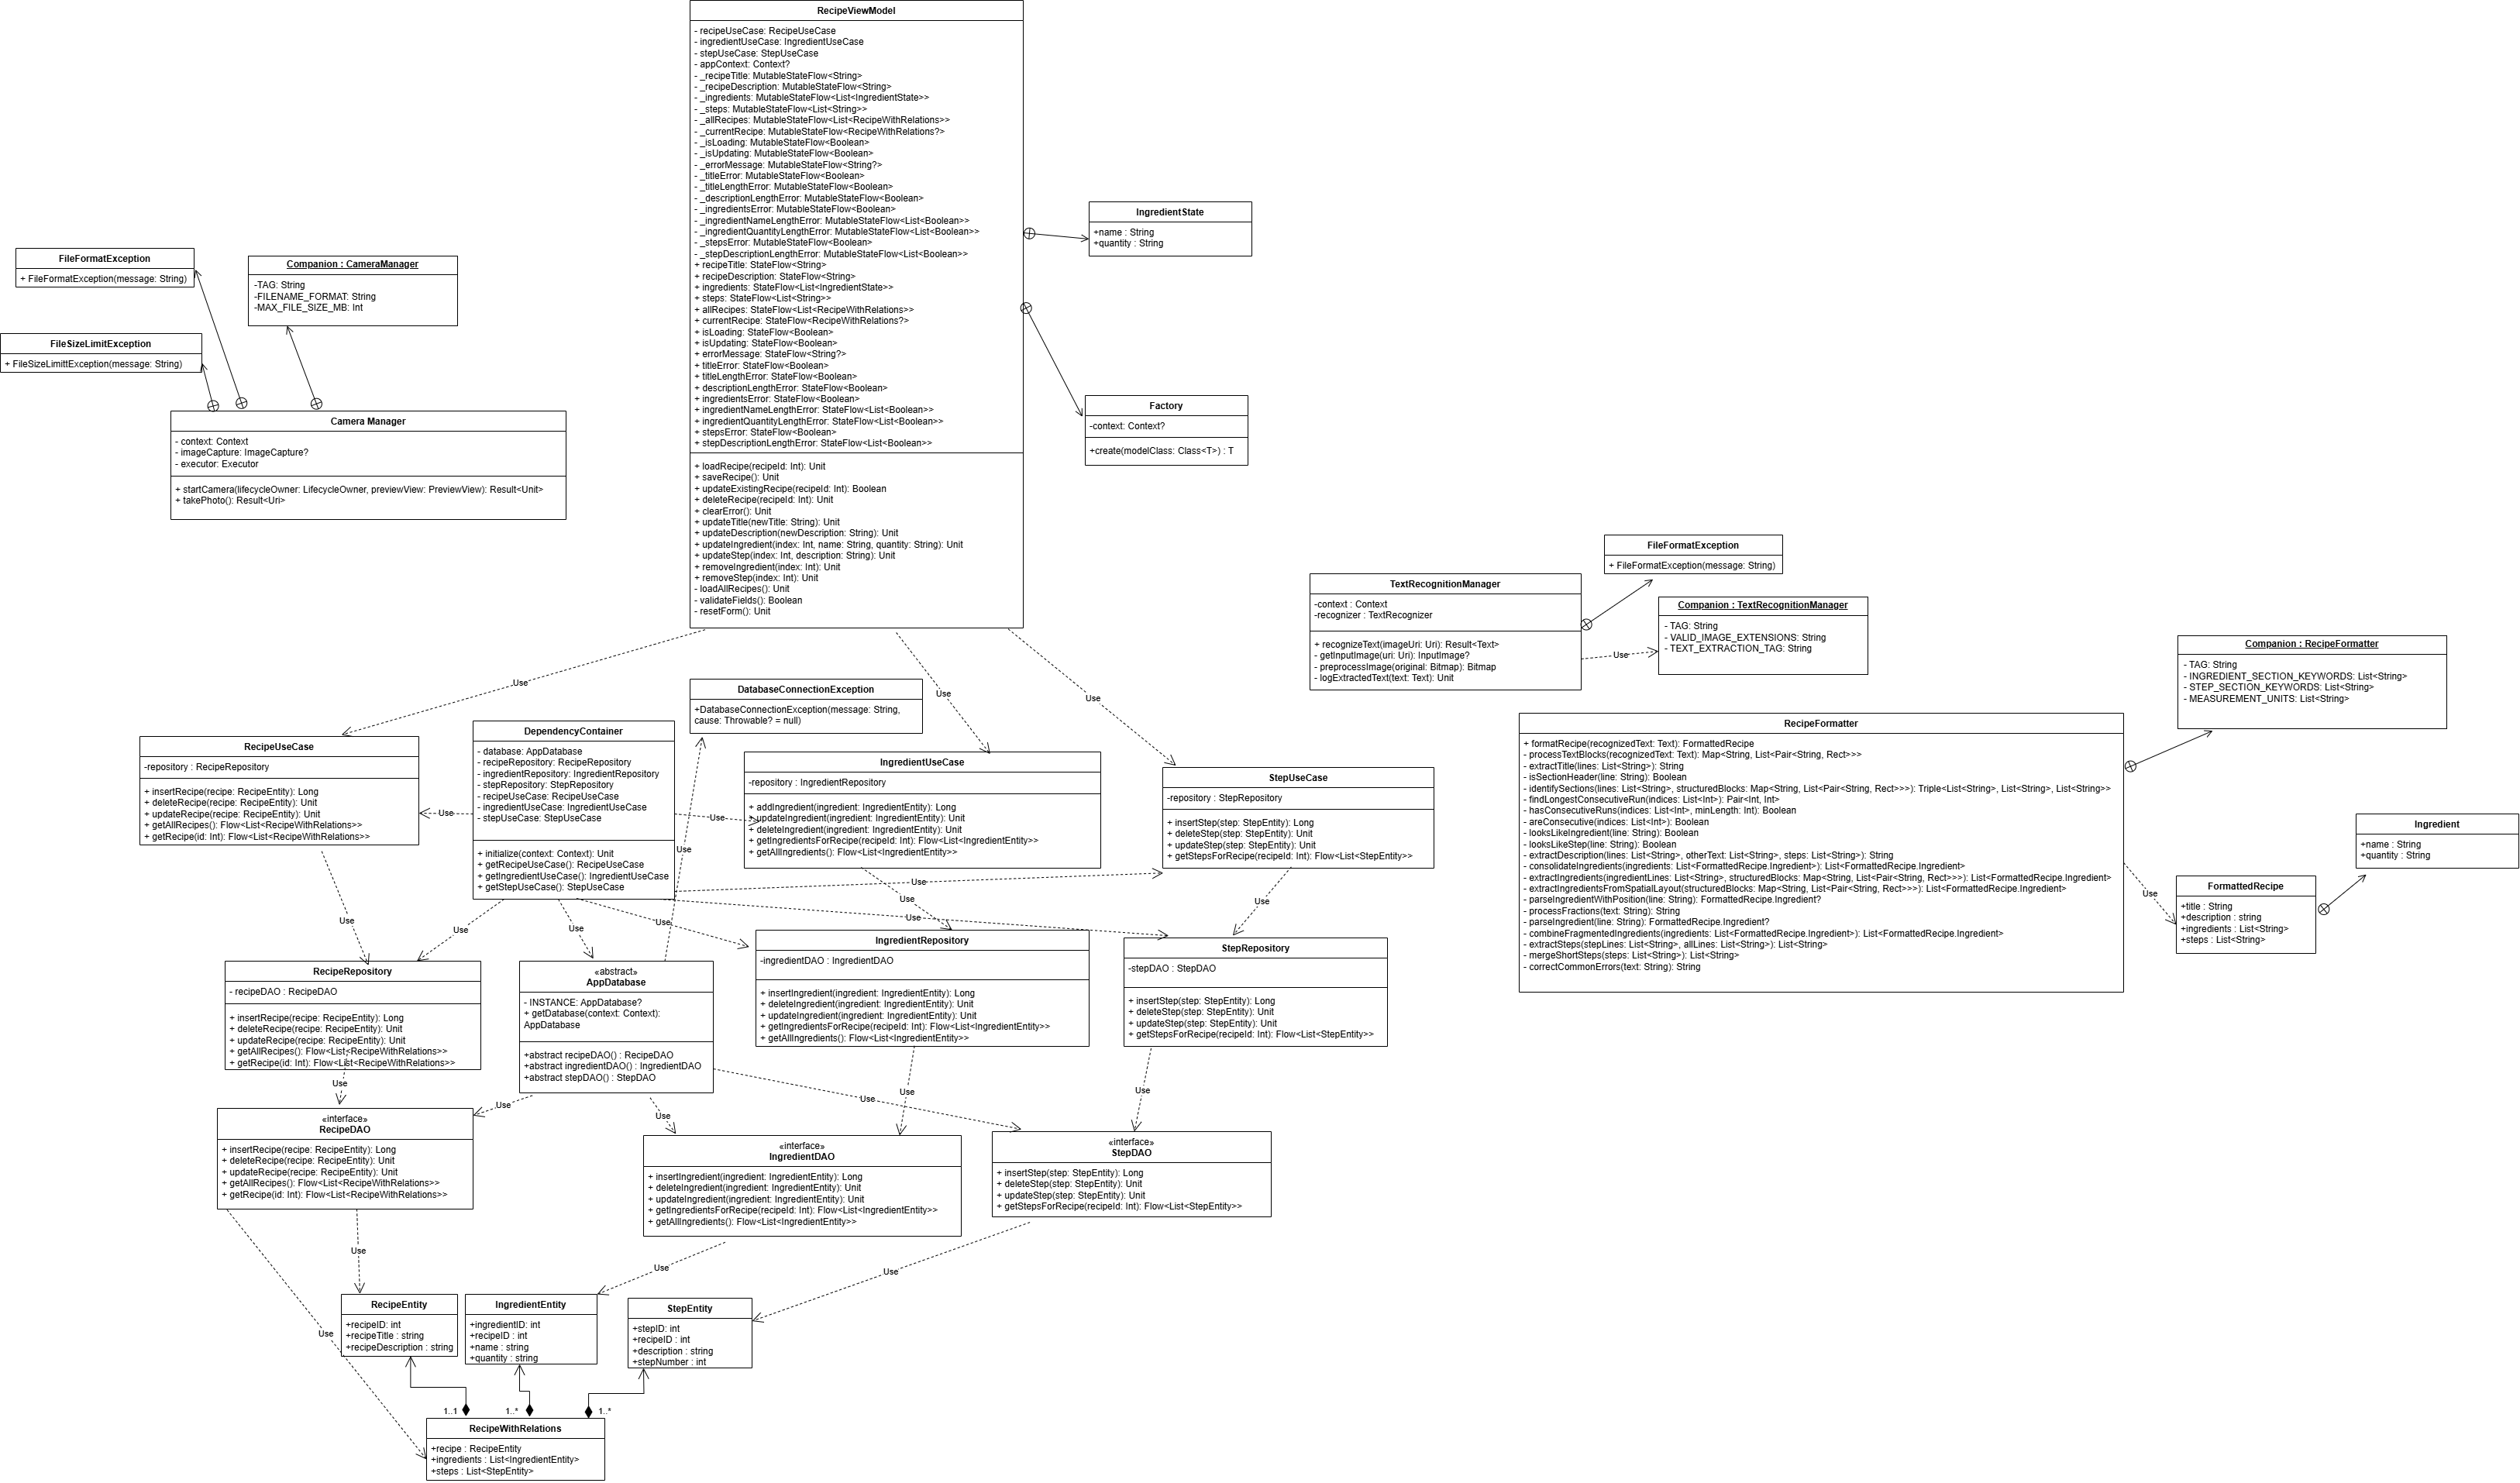 RecipeViewModel
- recipeUseCase: RecipeUseCase
- ingredientUseCase: IngredientUseCase
- stepUseCase: StepUseCase
- appContext: Context?
- _recipeTitle: MutableStateFlow<String>
- _recipeDescription: MutableStateFlow<String>
- _ingredients: MutableStateFlow<List<IngredientState>>
- _steps: MutableStateFlow<List<String>>
- _allRecipes: MutableStateFlow<List<RecipeWithRelations>>
- _currentRecipe: MutableStateFlow<RecipeWithRelations?>
- _isLoading: MutableStateFlow<Boolean>
- _isUpdating: MutableStateFlow<Boolean>
- _errorMessage: MutableStateFlow<String?>
- _titleError: MutableStateFlow<Boolean>
- _titleLengthError: MutableStateFlow<Boolean>
- _descriptionLengthError: MutableStateFlow<Boolean>
- _ingredientsError: MutableStateFlow<Boolean>
- _ingredientNameLengthError: MutableStateFlow<List<Boolean>>
- _ingredientQuantityLengthError: MutableStateFlow<List<Boolean>>
- _stepsError: MutableStateFlow<Boolean>
- _stepDescriptionLengthError: MutableStateFlow<List<Boolean>>
+ recipeTitle: StateFlow<String>
+ recipeDescription: StateFlow<String>
+ ingredients: StateFlow<List<IngredientState>>
+ steps: StateFlow<List<String>>
+ allRecipes: StateFlow<List<RecipeWithRelations>>
+ currentRecipe: StateFlow<RecipeWithRelations?>
+ isLoading: StateFlow<Boolean>
+ isUpdating: StateFlow<Boolean>
+ errorMessage: StateFlow<String?>
+ titleError: StateFlow<Boolean>
+ titleLengthError: StateFlow<Boolean>
+ descriptionLengthError: StateFlow<Boolean>
+ ingredientsError: StateFlow<Boolean>
+ ingredientNameLengthError: StateFlow<List<Boolean>>
+ ingredientQuantityLengthError: StateFlow<List<Boolean>>
+ stepsError: StateFlow<Boolean>
+ stepDescriptionLengthError: StateFlow<List<Boolean>>
+ loadRecipe(recipeId: Int): Unit
+ saveRecipe(): Unit
+ updateExistingRecipe(recipeId: Int): Boolean
+ deleteRecipe(recipeId: Int): Unit
+ clearError(): Unit
+ updateTitle(newTitle: String): Unit
+ updateDescription(newDescription: String): Unit
+ updateIngredient(index: Int, name: String, quantity: String): Unit
+ updateStep(index: Int, description: String): Unit
+ removeIngredient(index: Int): Unit
+ removeStep(index: Int): Unit
- loadAllRecipes(): Unit
- validateFields(): Boolean
- resetForm(): Unit
IngredientState
+name : String
+quantity : String
Factory
-context: Context?
+create(modelClass: Class<T>) : T
FileFormatException
+ FileFormatException(message: String)
Companion : CameraManager
-TAG: String
-FILENAME_FORMAT: String
-MAX_FILE_SIZE_MB: Int
FileSizeLimitException
+ FileSizeLimittException(message: String)
Camera Manager
- context: Context
- imageCapture: ImageCapture?
- executor: Executor
+ startCamera(lifecycleOwner: LifecycleOwner, previewView: PreviewView): Result<Unit>
+ takePhoto(): Result<Uri>
FileFormatException
+ FileFormatException(message: String)
TextRecognitionManager
-context : Context
-recognizer : TextRecognizer
+ recognizeText(imageUri: Uri): Result<Text>
- getInputImage(uri: Uri): InputImage?
- preprocessImage(original: Bitmap): Bitmap
- logExtractedText(text: Text): Unit
Use
Companion : TextRecognitionManager
- TAG: String
- VALID_IMAGE_EXTENSIONS: String
- TEXT_EXTRACTION_TAG: String
Companion : RecipeFormatter
- TAG: String
- INGREDIENT_SECTION_KEYWORDS: List<String>
- STEP_SECTION_KEYWORDS: List<String>
- MEASUREMENT_UNITS: List<String>
RecipeFormatter
+ formatRecipe(recognizedText: Text): FormattedRecipe
- processTextBlocks(recognizedText: Text): Map<String, List<Pair<String, Rect>>>
- extractTitle(lines: List<String>): String
- isSectionHeader(line: String): Boolean
- identifySections(lines: List<String>, structuredBlocks: Map<String, List<Pair<String, Rect>>>): Triple<List<String>, List<String>, List<String>>
- findLongestConsecutiveRun(indices: List<Int>): Pair<Int, Int>
- hasConsecutiveRuns(indices: List<Int>, minLength: Int): Boolean
- areConsecutive(indices: List<Int>): Boolean
- looksLikeIngredient(line: String): Boolean
- looksLikeStep(line: String): Boolean
- extractDescription(lines: List<String>, otherText: List<String>, steps: List<String>): String
- consolidateIngredients(ingredients: List<FormattedRecipe.Ingredient>): List<FormattedRecipe.Ingredient>
- extractIngredients(ingredientLines: List<String>, structuredBlocks: Map<String, List<Pair<String, Rect>>>): List<FormattedRecipe.Ingredient>
- extractIngredientsFromSpatialLayout(structuredBlocks: Map<String, List<Pair<String, Rect>>>): List<FormattedRecipe.Ingredient>
- parseIngredientWithPosition(line: String): FormattedRecipe.Ingredient?
- processFractions(text: String): String
- parseIngredient(line: String): FormattedRecipe.Ingredient?
- combineFragmentedIngredients(ingredients: List<FormattedRecipe.Ingredient>): List<FormattedRecipe.Ingredient>
- extractSteps(stepLines: List<String>, allLines: List<String>): List<String>
- mergeShortSteps(steps: List<String>): List<String>
- correctCommonErrors(text: String): String
Use
Ingredient
+name : String
+quantity : String
FormattedRecipe
+title : String
+description : string
+ingredients : List<String>
+steps : List<String>
Use
Use
Use
DatabaseConnectionException
+DatabaseConnectionException(message: String,
cause: Throwable? = null)
RecipeUseCase
-repository : RecipeRepository
+ insertRecipe(recipe: RecipeEntity): Long
+ deleteRecipe(recipe: RecipeEntity): Unit
+ updateRecipe(recipe: RecipeEntity): Unit
+ getAllRecipes(): Flow<List<RecipeWithRelations>>
+ getRecipe(id: Int): Flow<List<RecipeWithRelations>>
Use
DependencyContainer
- database: AppDatabase
- recipeRepository: RecipeRepository
- ingredientRepository: IngredientRepository
- stepRepository: StepRepository
- recipeUseCase: RecipeUseCase
- ingredientUseCase: IngredientUseCase
- stepUseCase: StepUseCase
+ initialize(context: Context): Unit
+ getRecipeUseCase(): RecipeUseCase
+ getIngredientUseCase(): IngredientUseCase
+ getStepUseCase(): StepUseCase
Use
Use
IngredientUseCase
-repository : IngredientRepository
+ addIngredient(ingredient: IngredientEntity): Long
+ updateIngredient(ingredient: IngredientEntity): Unit
+ deleteIngredient(ingredient: IngredientEntity): Unit
+ getIngredientsForRecipe(recipeId: Int): Flow<List<IngredientEntity>>
+ getAllIngredients(): Flow<List<IngredientEntity>>
StepUseCase
-repository : StepRepository
+ insertStep(step: StepEntity): Long
+ deleteStep(step: StepEntity): Unit
+ updateStep(step: StepEntity): Unit
+ getStepsForRecipe(recipeId: Int): Flow<List<StepEntity>>
Use
Use
Use
Use
Use
Use
Use
Use
Use
RecipeRepository
- recipeDAO : RecipeDAO
+ insertRecipe(recipe: RecipeEntity): Long
+ deleteRecipe(recipe: RecipeEntity): Unit
+ updateRecipe(recipe: RecipeEntity): Unit
+ getAllRecipes(): Flow<List<RecipeWithRelations>>
+ getRecipe(id: Int): Flow<List<RecipeWithRelations>>
«abstract»
AppDatabase
- INSTANCE: AppDatabase?
+ getDatabase(context: Context):
AppDatabase
+abstract recipeDAO() : RecipeDAO
+abstract ingredientDAO() : IngredientDAO
+abstract stepDAO() : StepDAO
IngredientRepository
-ingredientDAO : IngredientDAO
+ insertIngredient(ingredient: IngredientEntity): Long
+ deleteIngredient(ingredient: IngredientEntity): Unit
+ updateIngredient(ingredient: IngredientEntity): Unit
+ getIngredientsForRecipe(recipeId: Int): Flow<List<IngredientEntity>>
+ getAllIngredients(): Flow<List<IngredientEntity>>
StepRepository
-stepDAO : StepDAO
+ insertStep(step: StepEntity): Long
+ deleteStep(step: StepEntity): Unit
+ updateStep(step: StepEntity): Unit
+ getStepsForRecipe(recipeId: Int): Flow<List<StepEntity>>
Use
Use
Use
Use
Use
Use
«interface»
RecipeDAO
+ insertRecipe(recipe: RecipeEntity): Long
+ deleteRecipe(recipe: RecipeEntity): Unit
+ updateRecipe(recipe: RecipeEntity): Unit
+ getAllRecipes(): Flow<List<RecipeWithRelations>>
+ getRecipe(id: Int): Flow<List<RecipeWithRelations>>
«interface»
IngredientDAO
+ insertIngredient(ingredient: IngredientEntity): Long
+ deleteIngredient(ingredient: IngredientEntity): Unit
+ updateIngredient(ingredient: IngredientEntity): Unit
+ getIngredientsForRecipe(recipeId: Int): Flow<List<IngredientEntity>>
+ getAllIngredients(): Flow<List<IngredientEntity>>
«interface»
StepDAO
+ insertStep(step: StepEntity): Long
+ deleteStep(step: StepEntity): Unit
+ updateStep(step: StepEntity): Unit
+ getStepsForRecipe(recipeId: Int): Flow<List<StepEntity>>
Use
Use
Use
Use
RecipeEntity
+recipeID: int
+recipeTitle : string
+recipeDescription : string
IngredientEntity
+ingredientID: int
+recipeID : int
+name : string
+quantity : string
StepEntity
+stepID: int
+recipeID : int
+description : string
+stepNumber : int
1..1
1..*
1..*
RecipeWithRelations
+recipe : RecipeEntity
+ingredients : List<IngredientEntity>
+steps : List<StepEntity>